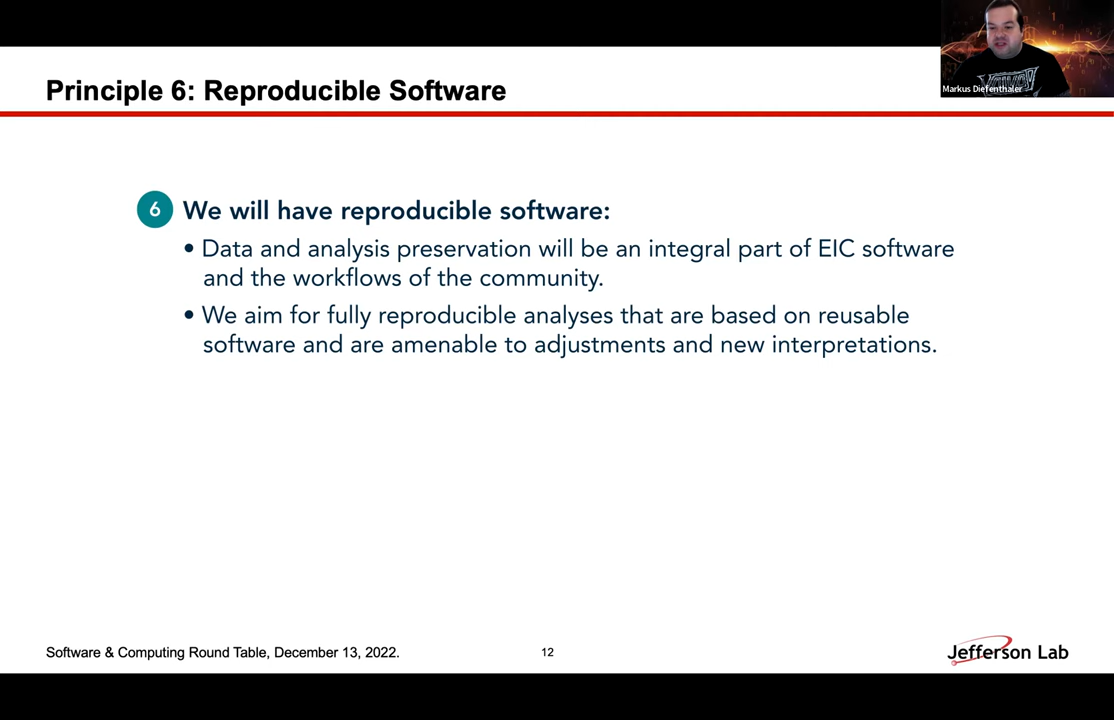 Principle 6: Reproducible Software
Markus Diefenthaler
6 We will have reproducible software:
• Data and analysis preservation will be an integral part of EIC software
and the workflows of the community.
• We aim for fully reproducible analyses that are based on reusable
software and are amenable to adjustments and new interpretations.
Software & Computing Round Table, December 13, 2022.
12
Jefferson Lab